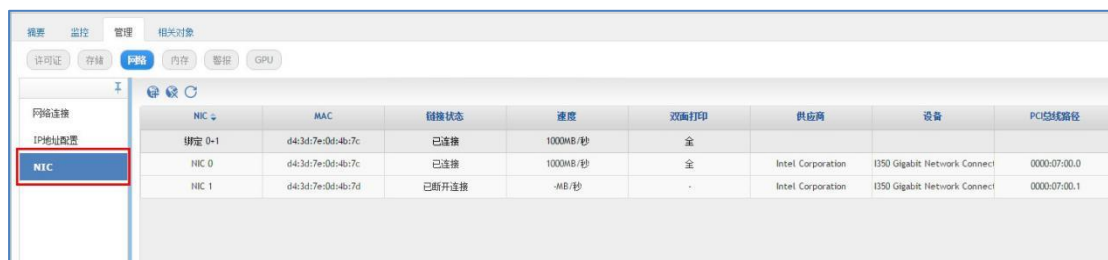 摘要 监控 管理 相关对象
许可证 存储 网络 内存 警报 GPU
网络连接
IP地址配置
NIC
NIC MAC 链接状态 速度 双面打印 供应商 设备 PCI总线路径
绑定 0+1 d4:3d:7e:0d:4b:7c 已连接 1000MB/秒 全
NIC 0 d4:3d:7e:0d:4b:7c 已连接 1000MB/秒 全 Intel Corporation I350 Gigabit Network Connect 0000:07:00.0
NIC 1 d4:3d:7e:0d:4b:7d 已断开连接 -MB/秒 - Intel Corporation I350 Gigabit Network Connect 0000:07:00.1